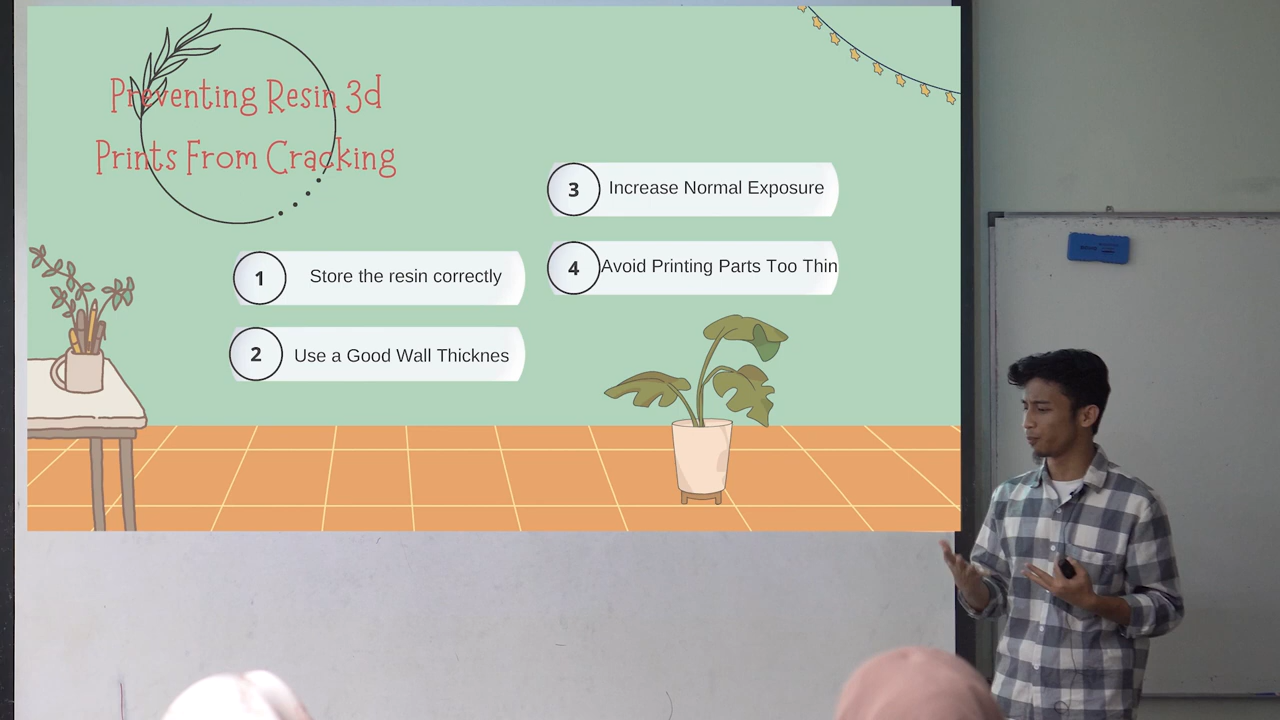 Preventing Resin 3d
Prints From Cracking
1 Store the resin correctly
2 Use a Good Wall Thicknes
3 Increase Normal Exposure
4 Avoid Printing Parts Too Thin